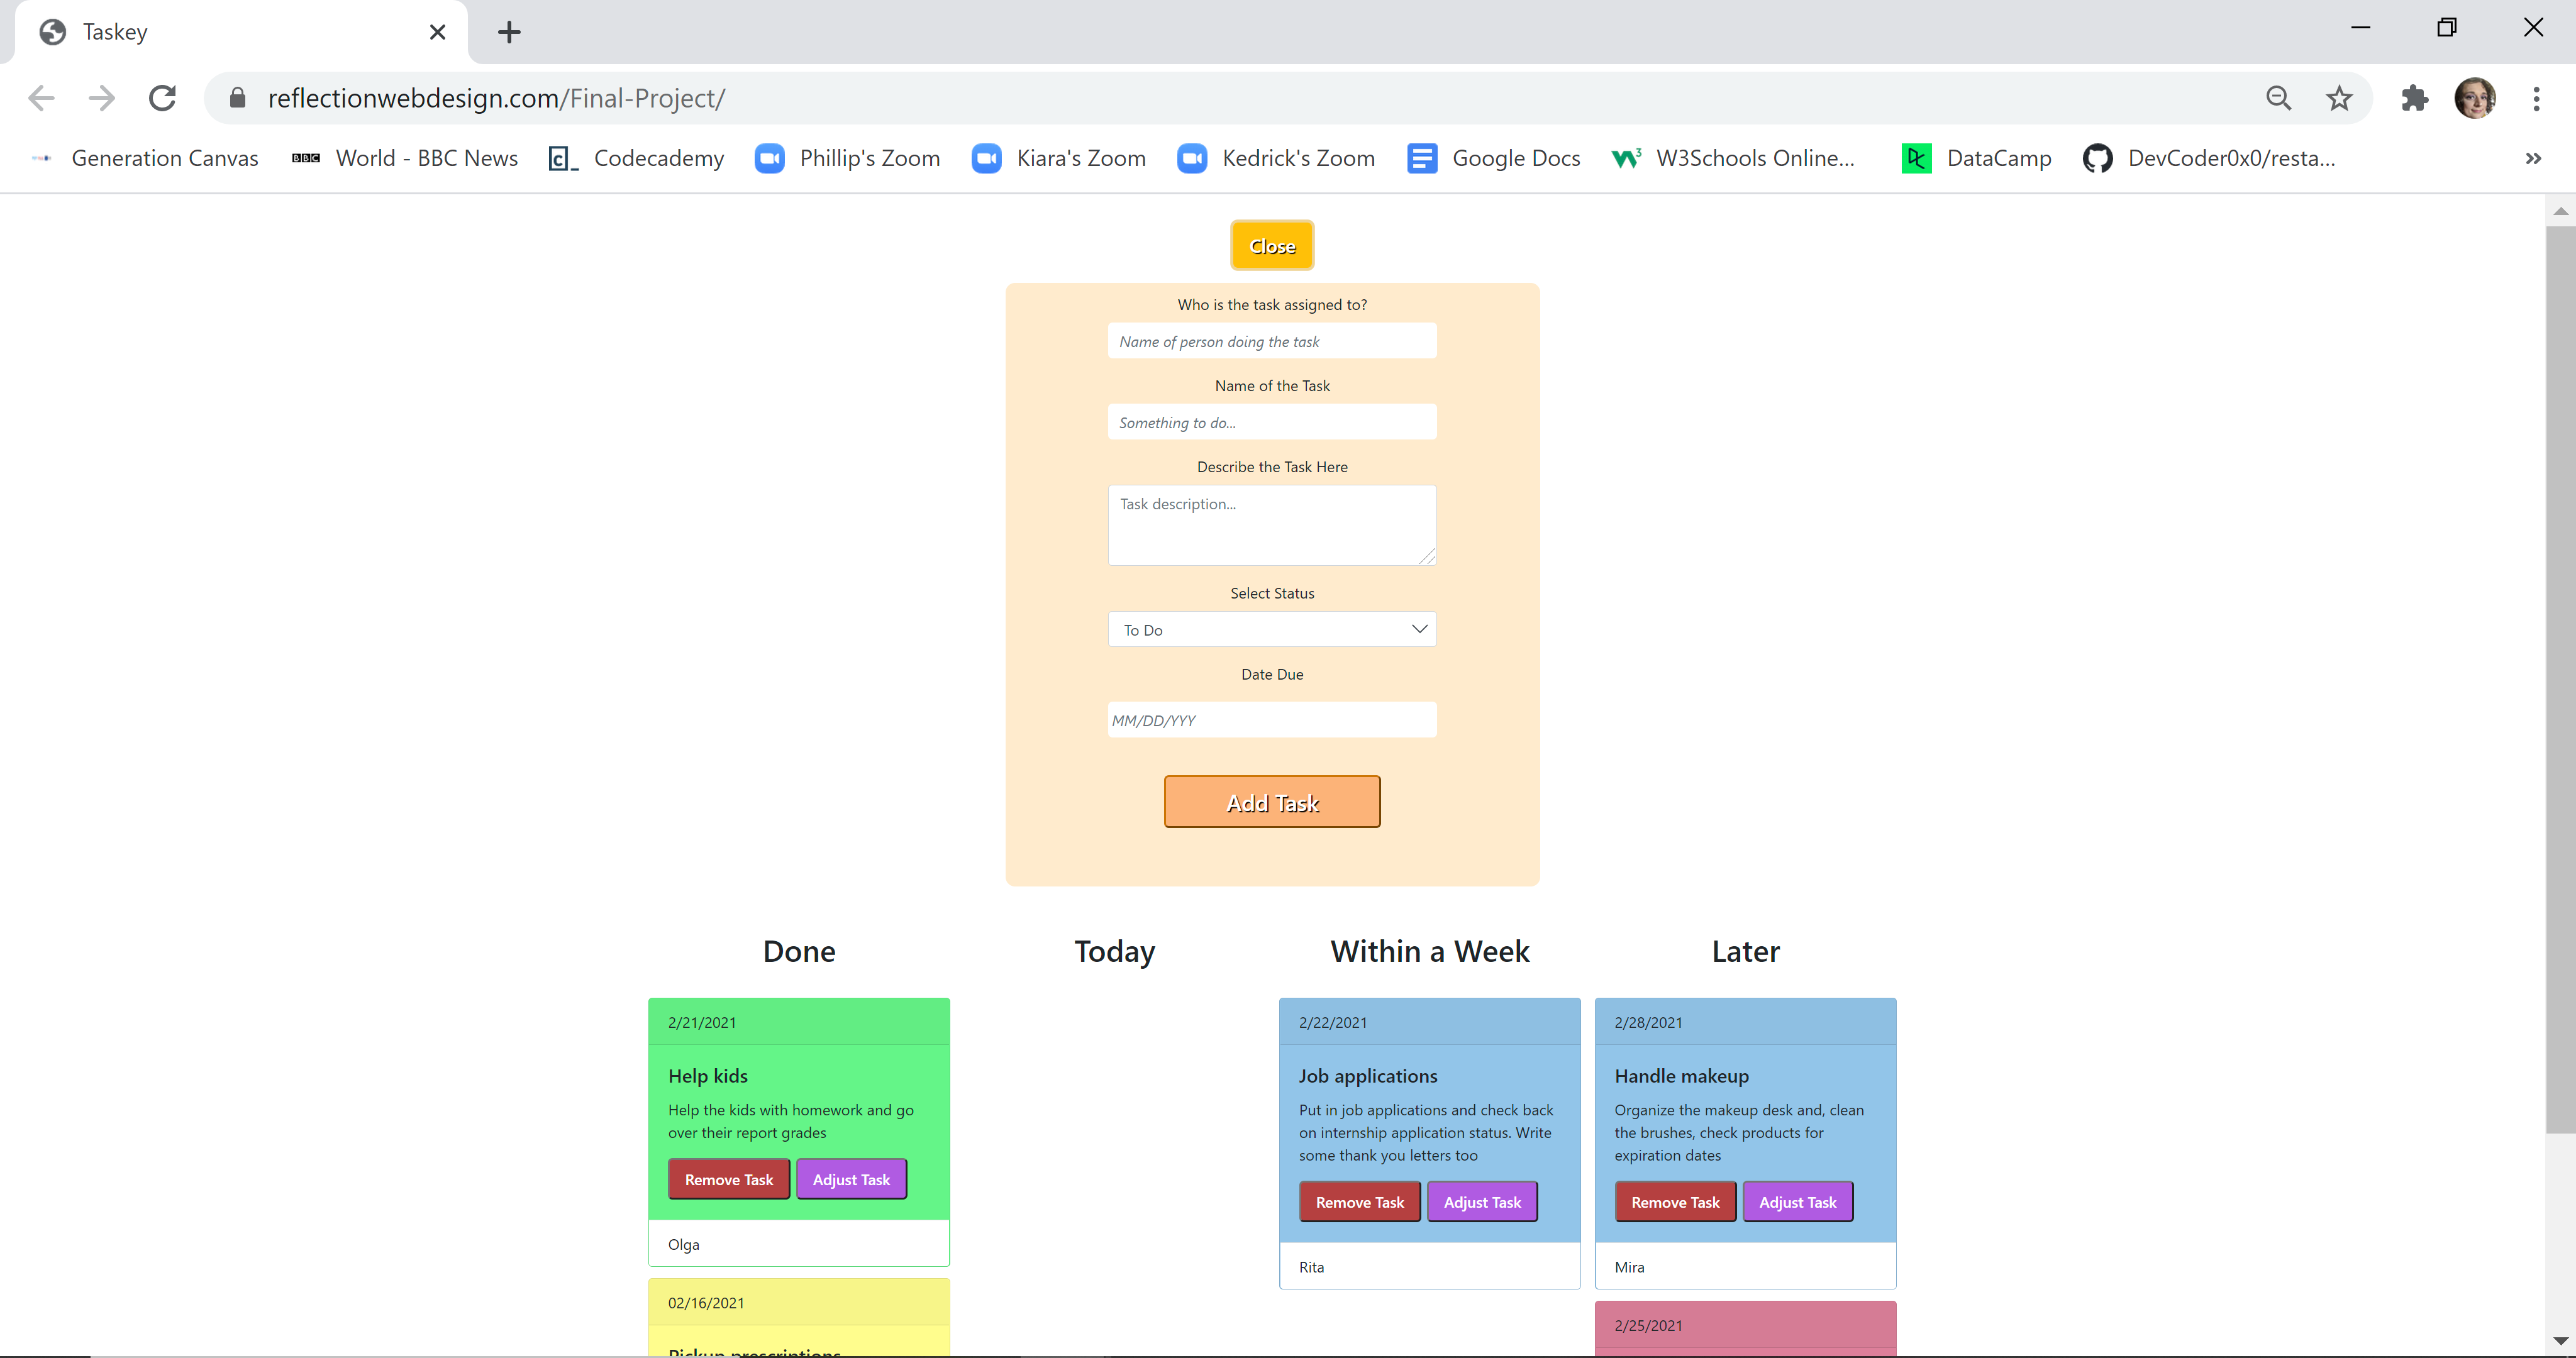 Taskey
reflectionwebdesign.com/Final-Project/
Generation Canvas
BBC World - BBC News
Codecademy
Phillip's Zoom
Kiara's Zoom
Kedrick's Zoom
Google Docs
W3Schools Online...
DataCamp
DevCoder0x0/resta...
»
Close
Who is the task assigned to?
Name of person doing the task
Name of the Task
Something to do...
Describe the Task Here
Task description...
Select Status
To Do
Date Due
MM/DD/YYY
Add Task
Done
2/21/2021
Help kids
Help the kids with homework and go
over their report grades
Remove Task Adjust Task
Olga
02/16/2021
Pickup prescriptions
Today
Within a Week
2/22/2021
Job applications
Put in job applications and check back
on internship application status. Write
some thank you letters too
Remove Task Adjust Task
Rita
Later
2/28/2021
Handle makeup
Organize the makeup desk and, clean
the brushes, check products for
expiration dates
Remove Task Adjust Task
Mira
2/25/2021